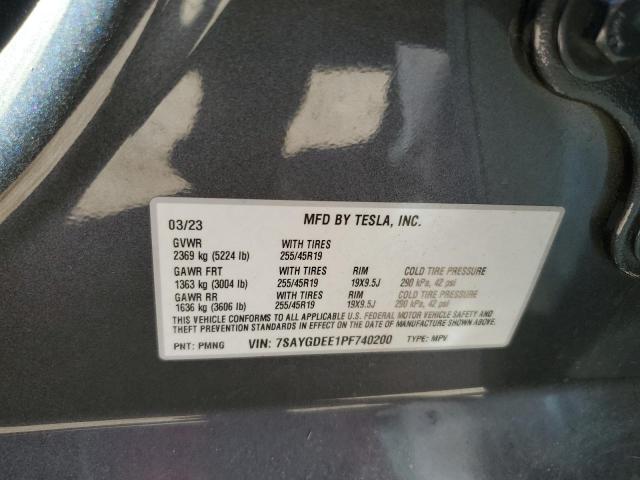 03/23 MFD BY TESLA, INC.
GVWR WITH TIRES
2369 kg (5224 lb) 255/45R19
GAWR FRT WITH TIRES RIM COLD TIRE PRESSURE
1363 kg (3004 lb) 255/45R19 19X9.5J 290 kPa, 42 psi
GAWR RR WITH TIRES RIM COLD TIRE PRESSURE
1636 kg (3606 lb) 255/45R19 19X9.5J 290 kPa, 42 psi
THIS VEHICLE CONFORMS TO ALL APPLICABLE U.S. FEDERAL MOTOR VEHICLE SAFETY AND
THEFT PREVENTION STANDARDS IN EFFECT ON THE DATE OF MANUFACTURE SHOWN ABOVE.
PNT: PMNG VIN: 7SAYGDEE1PF740200 TYPE: MPV